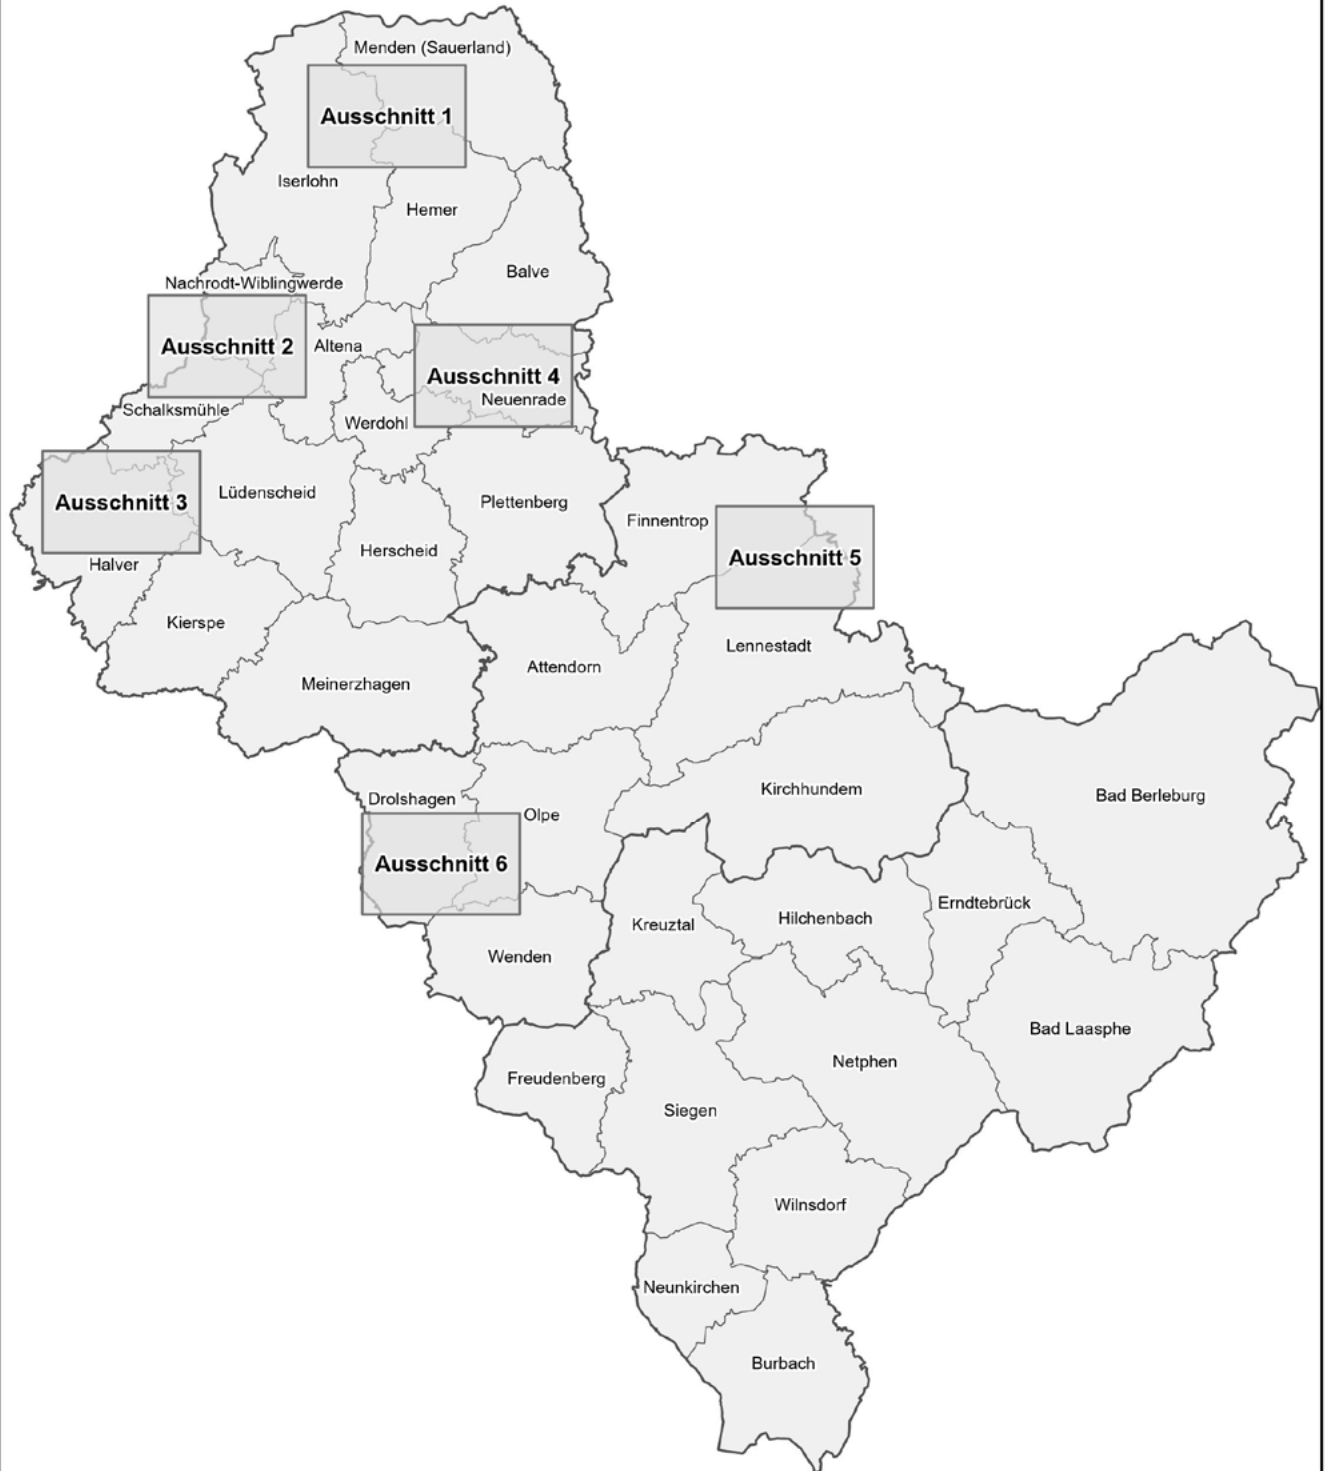 Menden (Sauerland)
Ausschnitt 1
Iserlohn
Hemer
Balve
Nachrodt-Wiblingwerde
Ausschnitt 2
Altena
Ausschnitt 4
Neuenrade
Schalksmühle
Werdohl
Lüdenscheid
Ausschnitt 3
Plettenberg
Finnentrop
Herscheid
Ausschnitt 5
Halver
Kierspe
Lennestadt
Attendorn
Meinerzhagen
Kirchhundem
Bad Berleburg
Drolshagen
Olpe
Ausschnitt 6
Erndtebrück
Hilchenbach
Kreuztal
Wenden
Bad Laasphe
Netphen
Freudenberg
Siegen
Wilnsdorf
Neunkirchen
Burbach